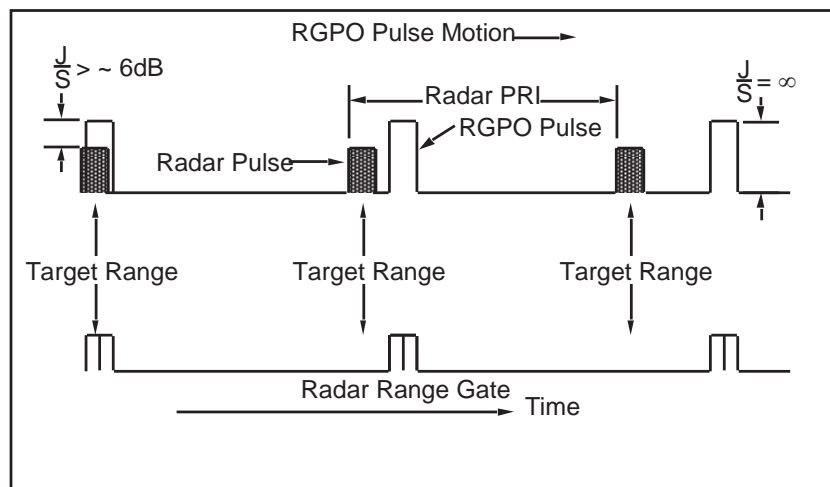 RGPO Pulse Motion
J/S > ~ 6dB
Radar PRI
J/S = ∞
RGPO Pulse
Radar Pulse
Target Range
Target Range
Target Range
Radar Range Gate
Time